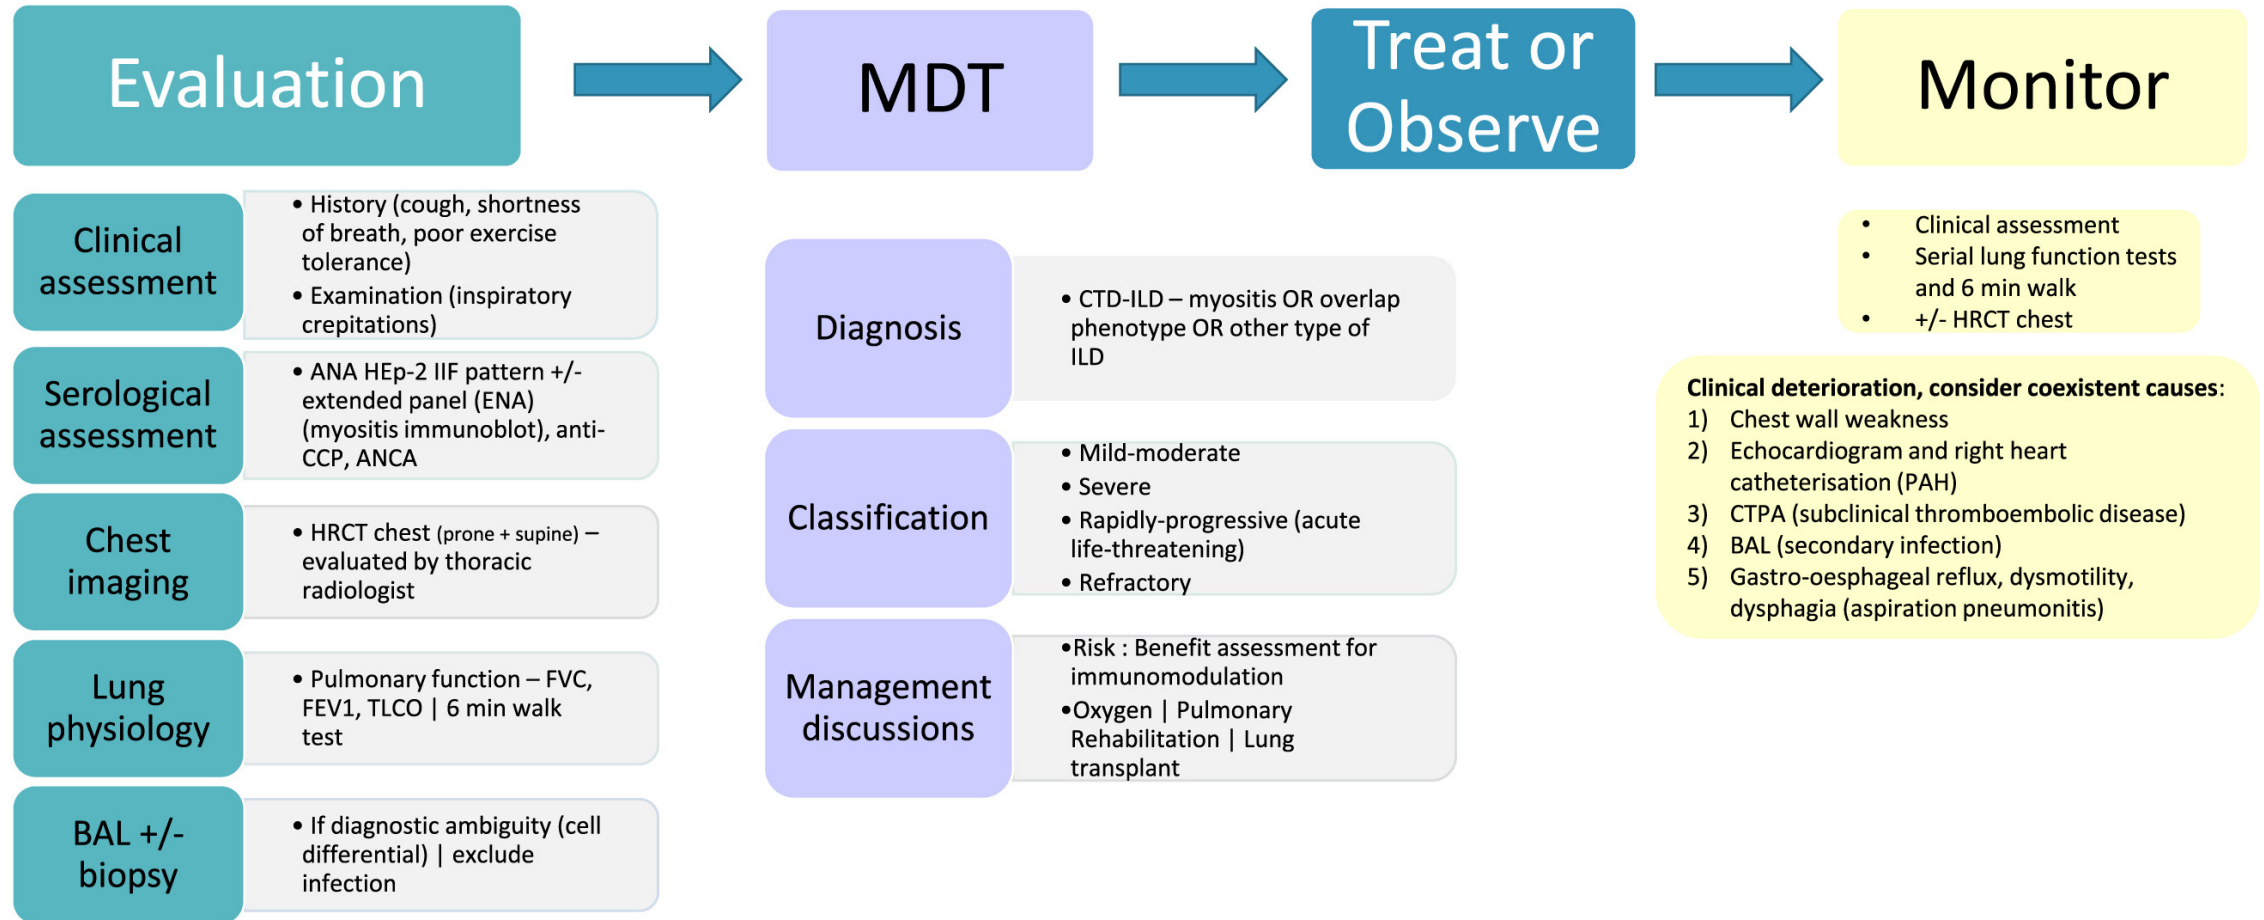 Evaluation
MDT
Treat or
Observe
Monitor
Clinical
assessment
• History (cough, shortness
of breath, poor exercise
tolerance)
• Examination (inspiratory
crepitations)
Serological
assessment
• ANA HEp-2 IIF pattern +/-
extended panel (ENA)
(myositis immunoblot), anti-
CCP, ANCA
Chest
imaging
• HRCT chest (prone + supine) –
evaluated by thoracic
radiologist
Lung
physiology
• Pulmonary function – FVC,
FEV1, TLCO | 6 min walk
test
BAL +/-
biopsy
• If diagnostic ambiguity (cell
differential) | exclude
infection
Diagnosis
• CTD-ILD – myositis OR overlap
phenotype OR other type of
ILD
Classification
• Mild-moderate
• Severe
• Rapidly-progressive (acute
life-threatening)
• Refractory
Management
discussions
•Risk : Benefit assessment for
immunomodulation
•Oxygen | Pulmonary
Rehabilitation | Lung
transplant
• Clinical assessment
• Serial lung function tests
and 6 min walk
• +/- HRCT chest
Clinical deterioration, consider coexistent causes:
1) Chest wall weakness
2) Echocardiogram and right heart
catheterisation (PAH)
3) CTPA (subclinical thromboembolic disease)
4) BAL (secondary infection)
5) Gastro-oesphageal reflux, dysmotility,
dysphagia (aspiration pneumonitis)